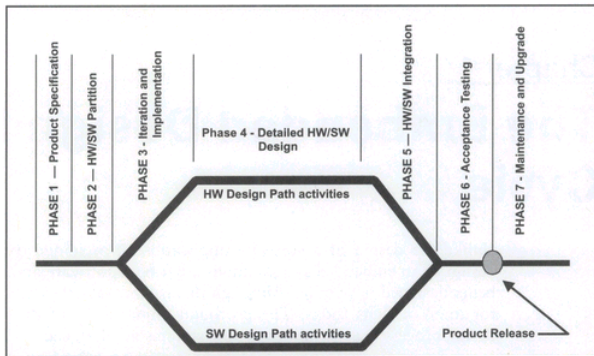 PHASE 1 — Product Specification
PHASE 2 — HW/SW Partition
PHASE 3 - Iteration and
Implementation
Phase 4 - Detailed HW/SW
Design
PHASE 5 — HW/SW Integration
PHASE 6 - Acceptance Testing
PHASE 7 - Maintenance and Upgrade
HW Design Path activities
SW Design Path activities
Product Release